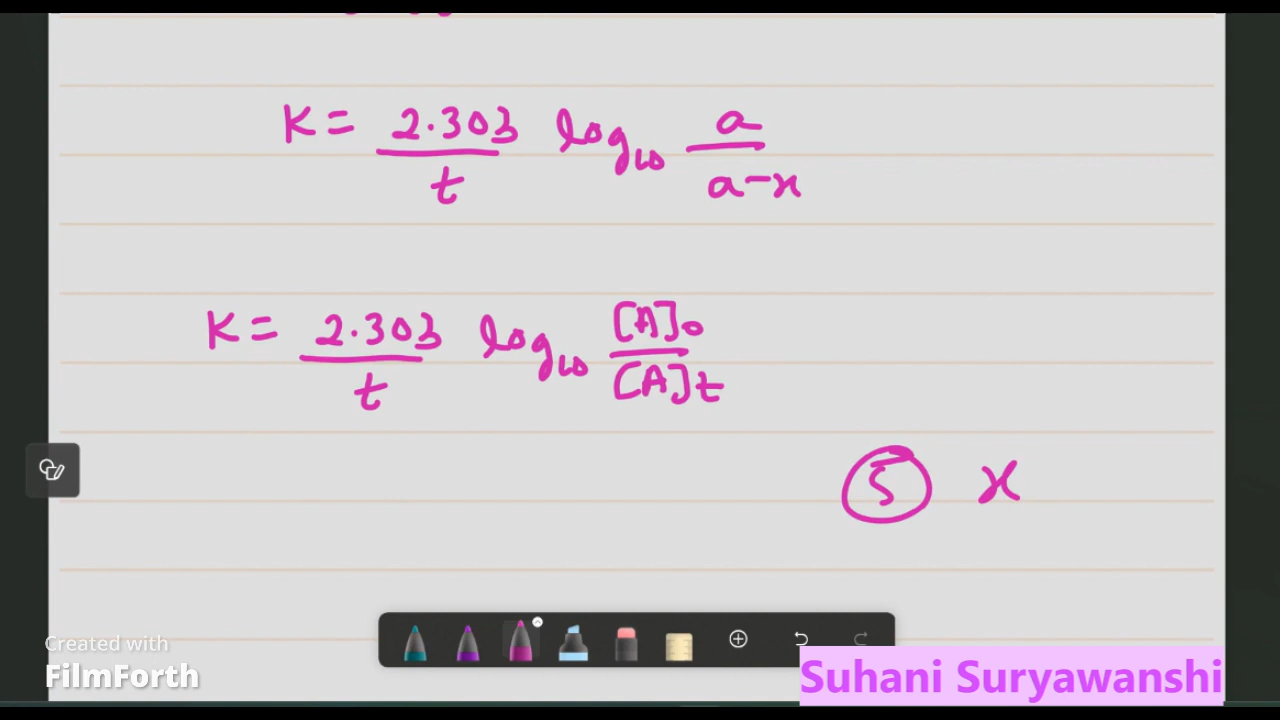 K = 2.303/t log₁₀ a/a-x
K = 2.303/t log₁₀ [A]₀/[A]t
5 x
Created with
FilmForth
Suhani Suryawanshi